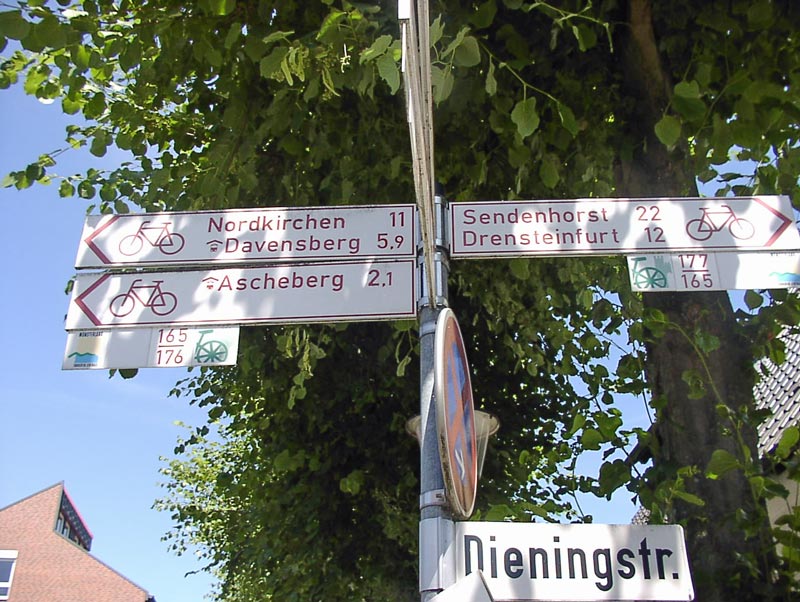 Nordkirchen 11
Davensberg 5,9
Ascheberg 2,1
165
176
Sendenhorst 22
Drensteinfurt 12
177
165
Dieningstr.